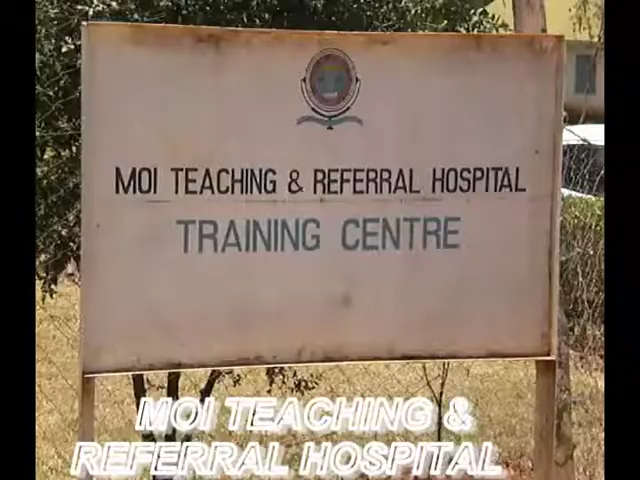 MOI TEACHING & REFERRAL HOSPITAL
TRAINING CENTRE
MOI TEACHING &
REFERRAL HOSPITAL